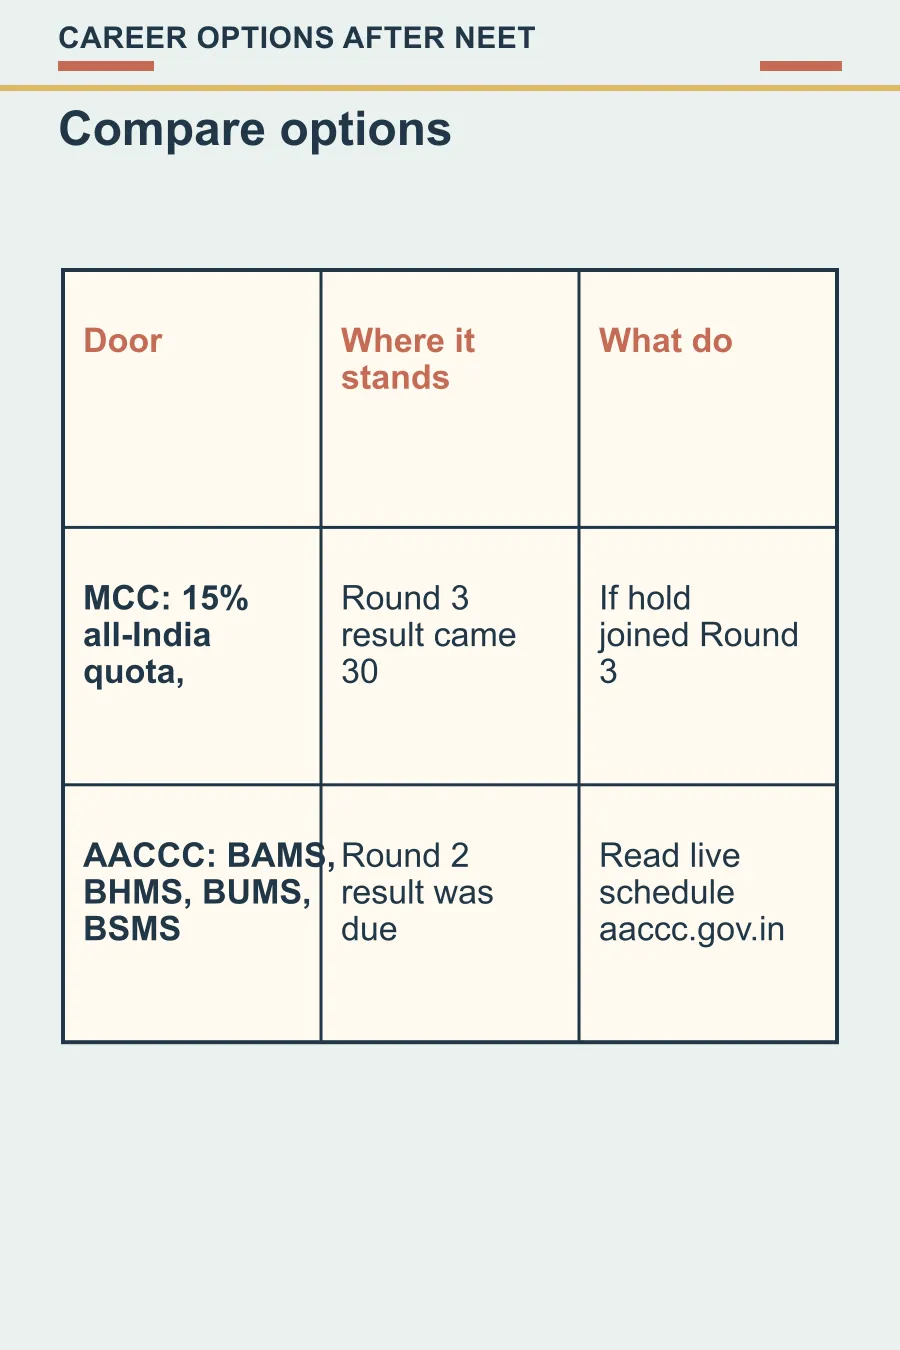 CAREER OPTIONS AFTER NEET
Compare options
Door
Where it
stands
What do
MCC: 15%
all-India
quota,
Round 3
result came
30
If hold
joined Round
3
AACCC: BAMS,
BHMS, BUMS,
BSMS
Round 2
result was
due
Read live
schedule
aaccc.gov.in